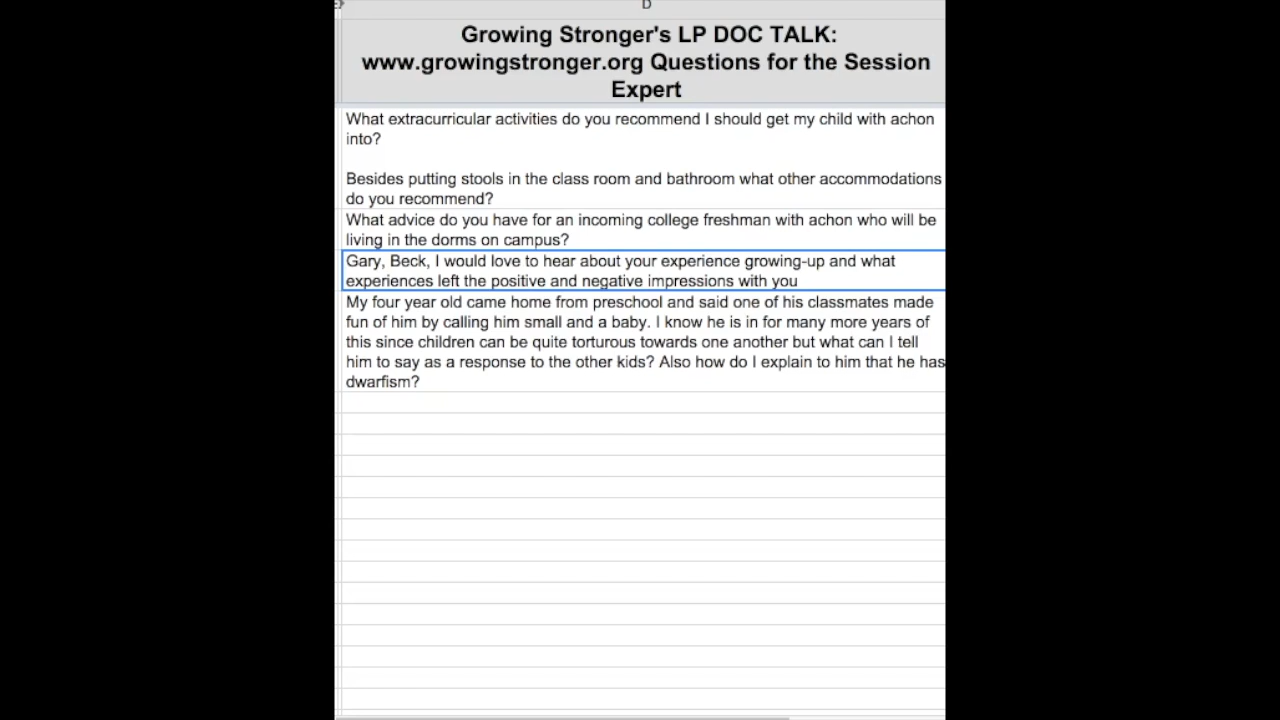 D
Growing Stronger's LP DOC TALK:
www.growingstronger.org Questions for the Session
Expert
What extracurricular activities do you recommend I should get my child with achon
into?
Besides putting stools in the class room and bathroom what other accommodations
do you recommend?
What advice do you have for an incoming college freshman with achon who will be
living in the dorms on campus?
Gary, Beck, I would love to hear about your experience growing-up and what
experiences left the positive and negative impressions with you
My four year old came home from preschool and said one of his classmates made
fun of him by calling him small and a baby. I know he is in for many more years of
this since children can be quite torturous towards one another but what can I tell
him to say as a response to the other kids? Also how do I explain to him that he has
dwarfism?